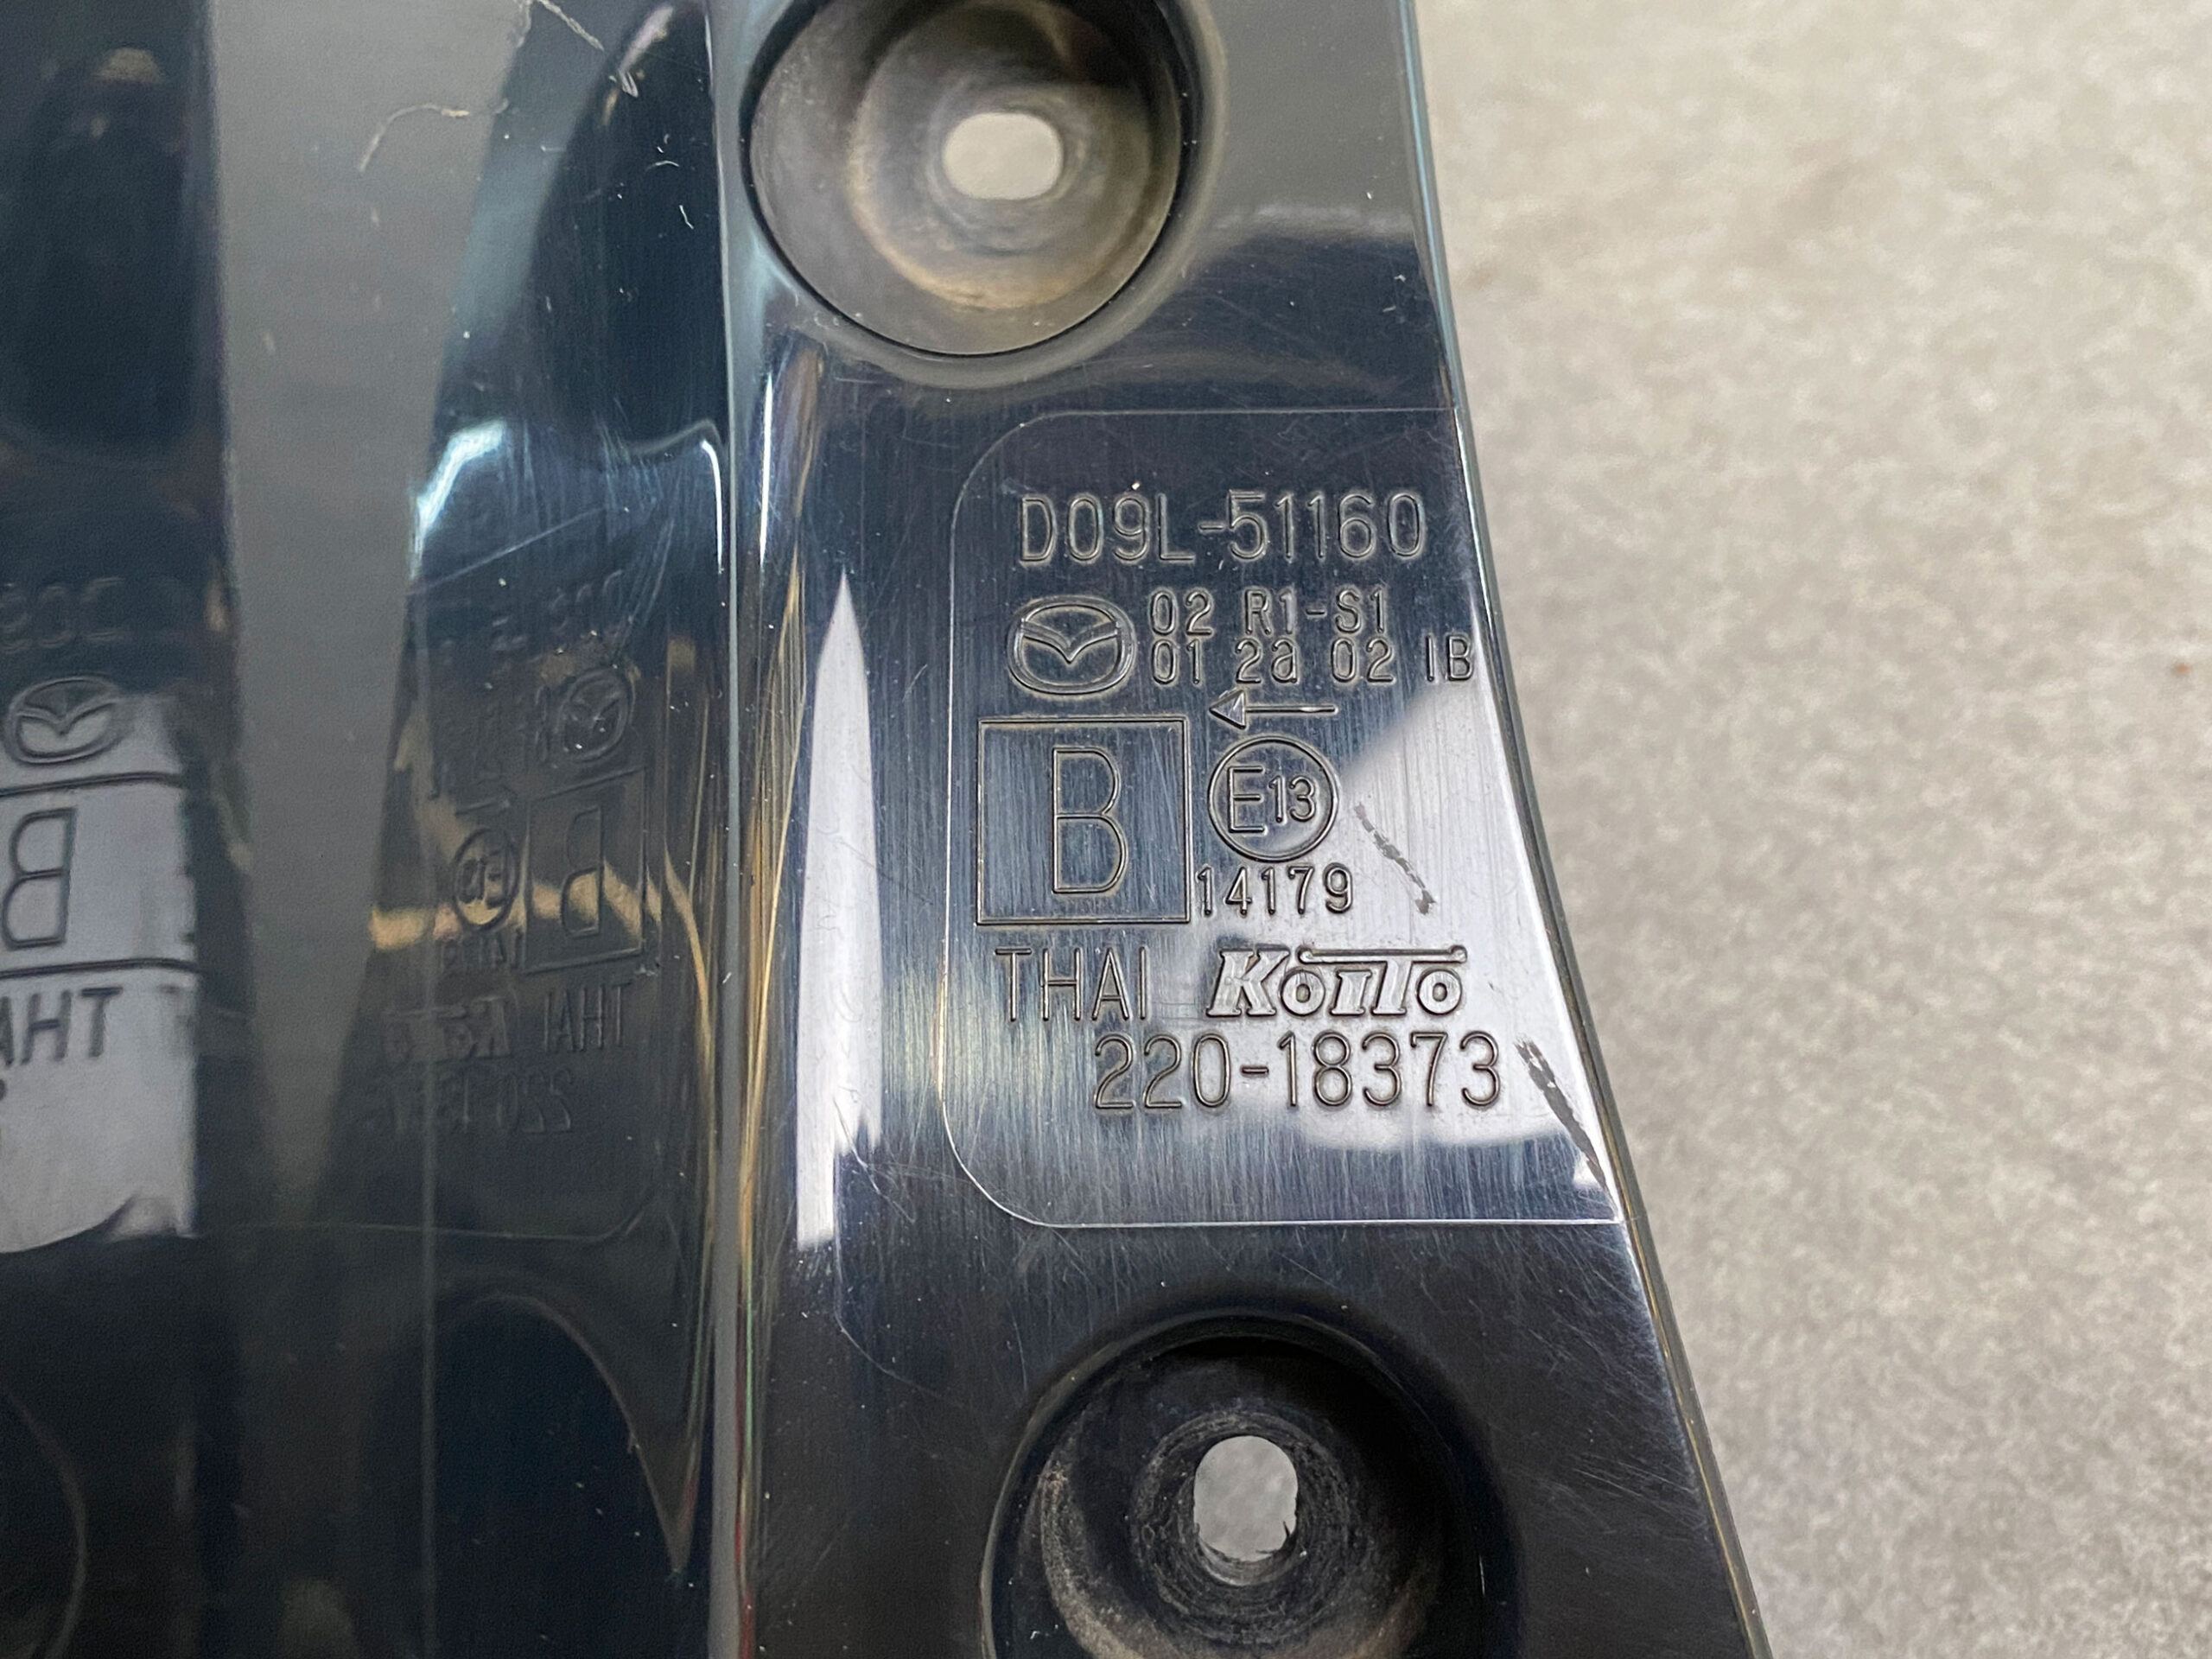 D09L-51160
02 R1-S1
01 2a 02 IB
B
E13
14179
THAI KOITO
220-18373